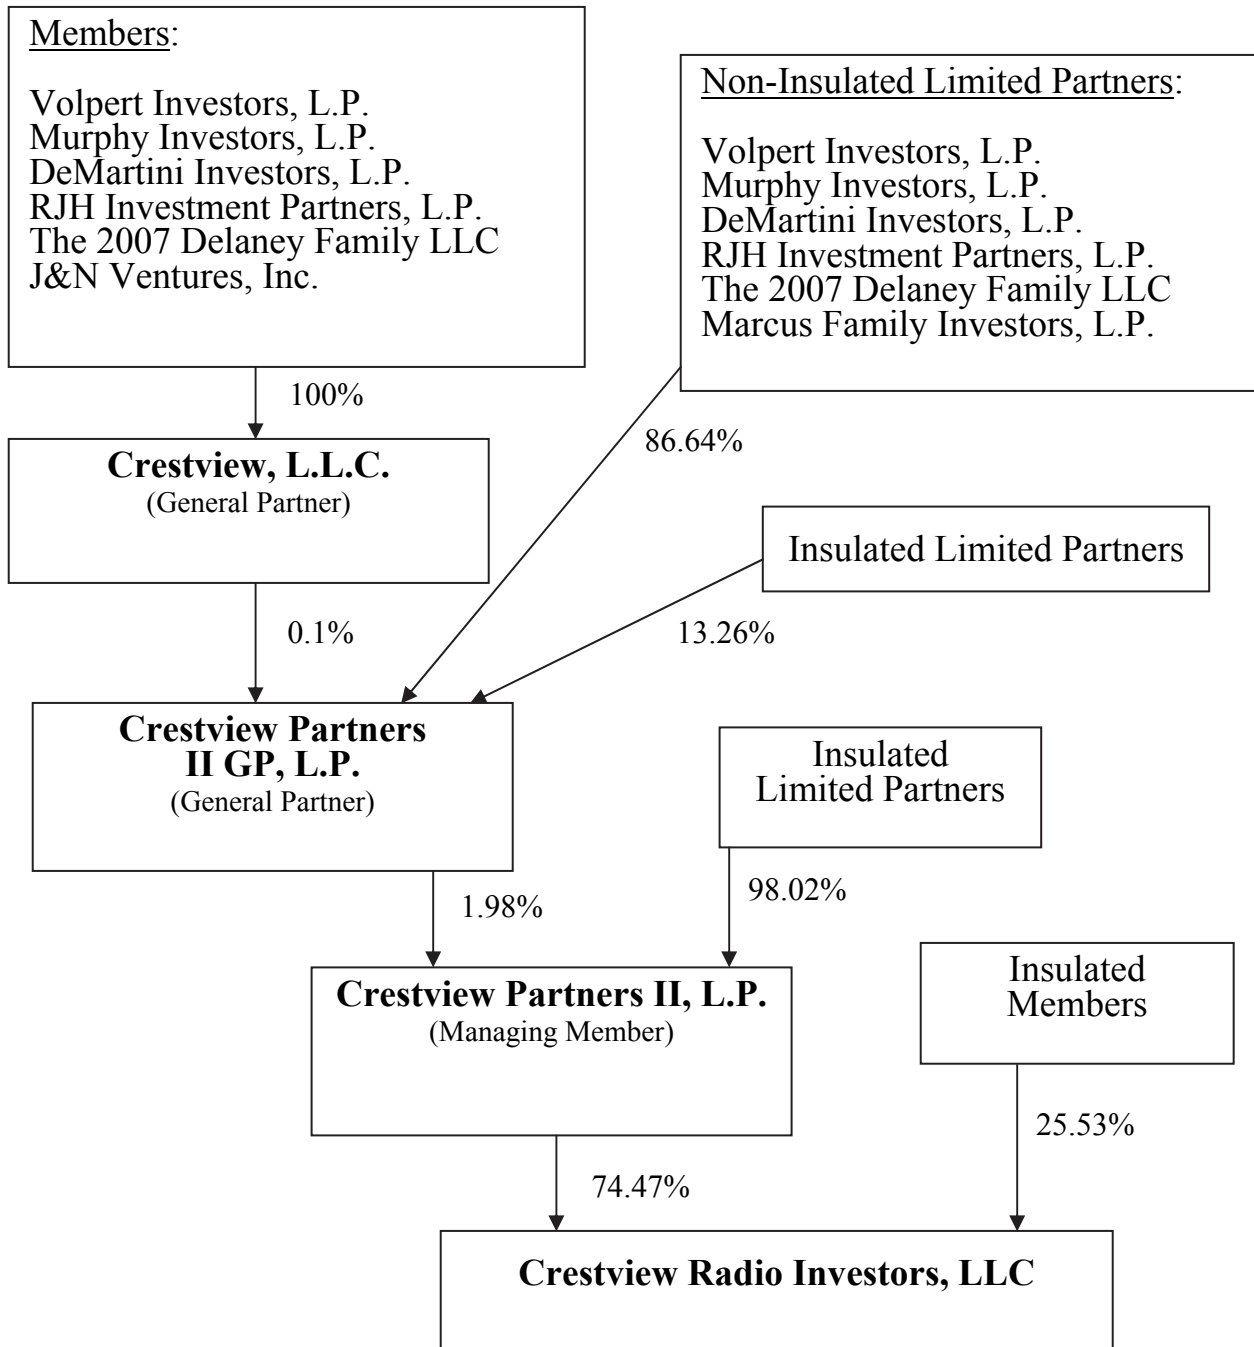 Members:
Volpert Investors, L.P.
Murphy Investors, L.P.
DeMartini Investors, L.P.
RJH Investment Partners, L.P.
The 2007 Delaney Family LLC
J&N Ventures, Inc.
Non-Insulated Limited Partners:
Volpert Investors, L.P.
Murphy Investors, L.P.
DeMartini Investors, L.P.
RJH Investment Partners, L.P.
The 2007 Delaney Family LLC
Marcus Family Investors, L.P.
100%
86.64%
Crestview, L.L.C.
(General Partner)
Insulated Limited Partners
0.1%
13.26%
Crestview Partners
II GP, L.P.
(General Partner)
Insulated
Limited Partners
1.98%
98.02%
Crestview Partners II, L.P.
(Managing Member)
Insulated
Members
74.47%
25.53%
Crestview Radio Investors, LLC